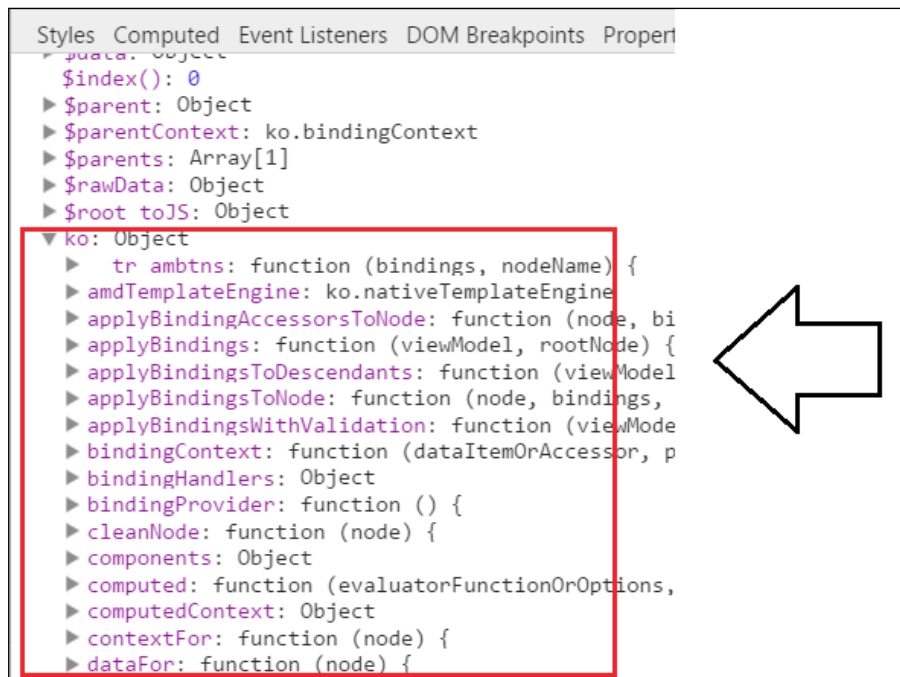 Styles Computed Event Listeners DOM Breakpoints Propert
$data: Object
$index(): 0
▶ $parent: Object
▶ $parentContext: ko.bindingContext
▶ $parents: Array[1]
▶ $rawData: Object
▶ $root toJS: Object
▼ ko: Object
▶ tr ambtns: function (bindings, nodeName) {
▶ amdTemplateEngine: ko.nativeTemplateEngine
▶ applyBindingAccessorsToNode: function (node, bi
▶ applyBindings: function (viewModel, rootNode) {
▶ applyBindingsToDescendants: function (viewModel
▶ applyBindingsToNode: function (node, bindings,
▶ applyBindingsWithValidation: function (viewMode
▶ bindingContext: function (dataItemOrAccessor, p
▶ bindingHandlers: Object
▶ bindingProvider: function () {
▶ cleanNode: function (node) {
▶ components: Object
▶ computed: function (evaluatorFunctionOrOptions,
▶ computedContext: Object
▶ contextFor: function (node) {
▶ dataFor: function (node) {